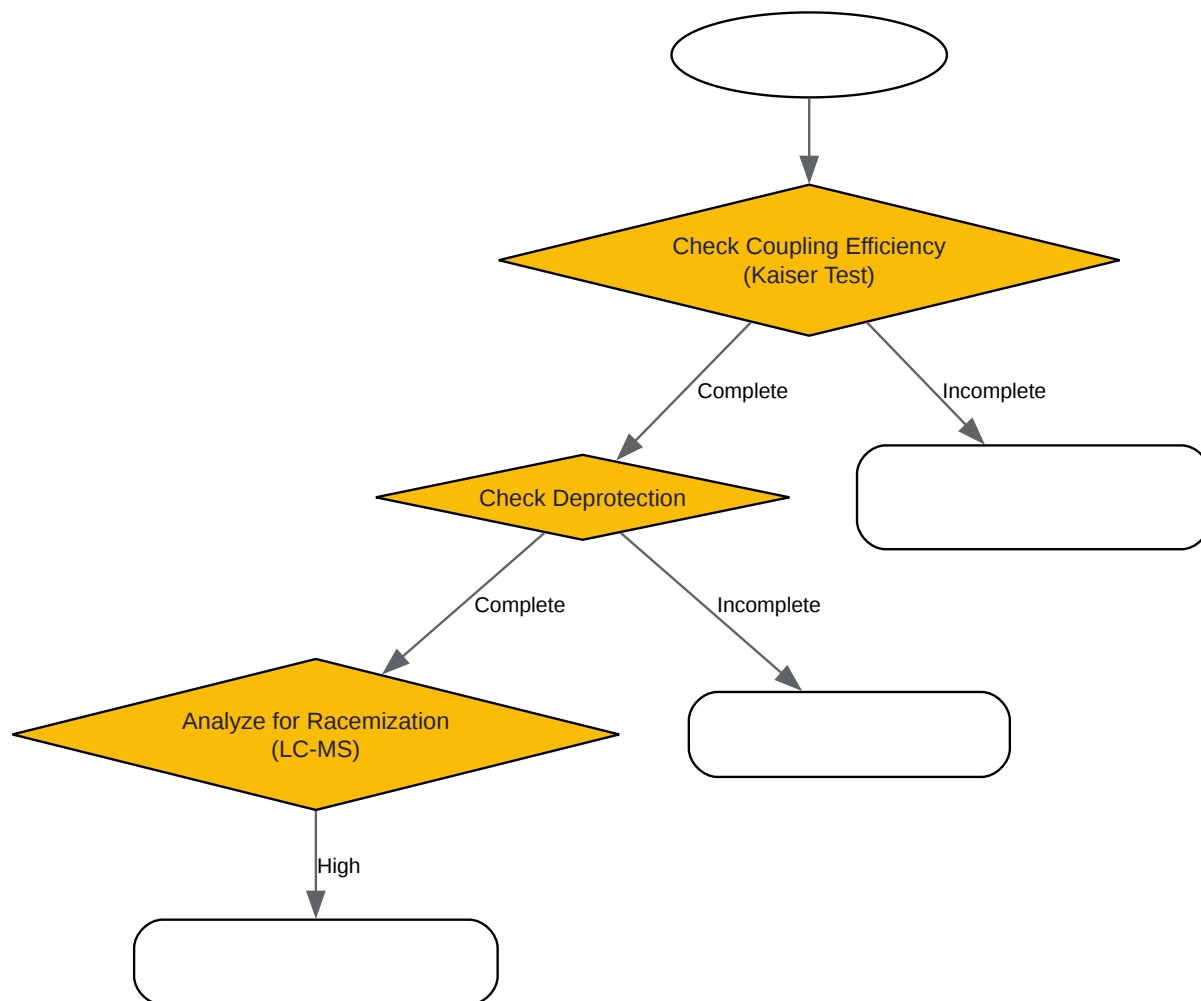 Check Coupling Efficiency
(Kaiser Test)
Complete
Incomplete
Check Deprotection
Complete
Incomplete
Analyze for Racemization
(LC-MS)
High